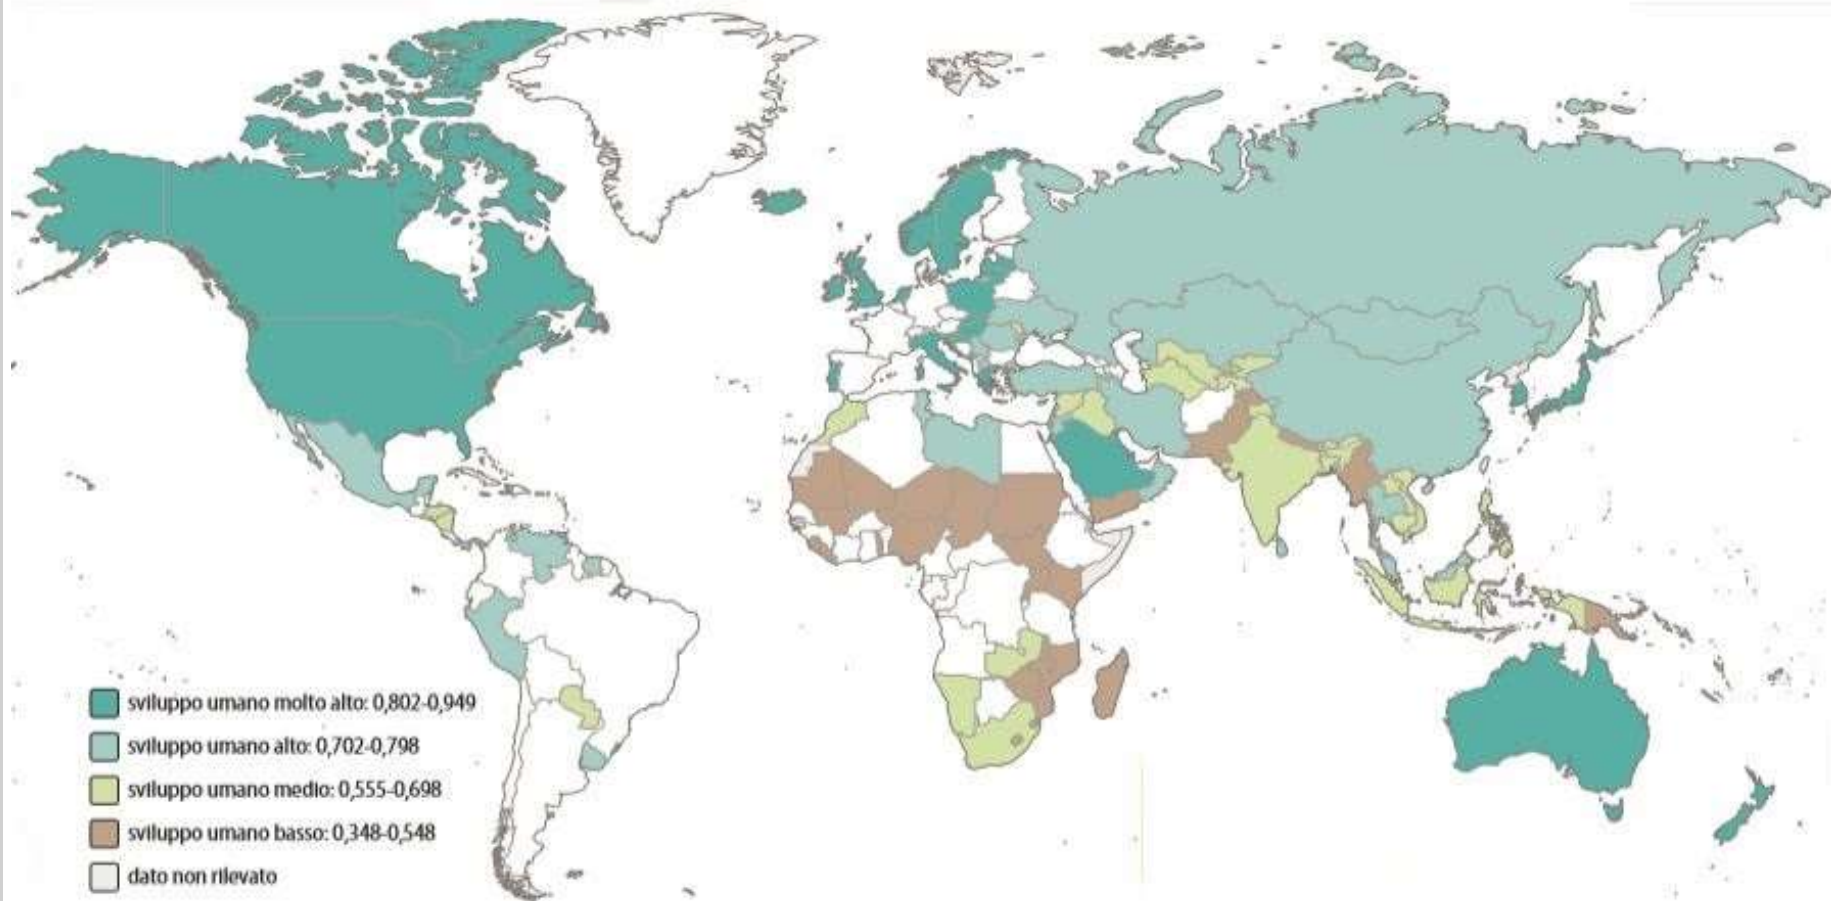 sviluppo umano molto alto: 0,802-0,949
sviluppo umano alto: 0,702-0,798
sviluppo umano medio: 0,555-0,698
sviluppo umano basso: 0,348-0,548
dato non rilevato